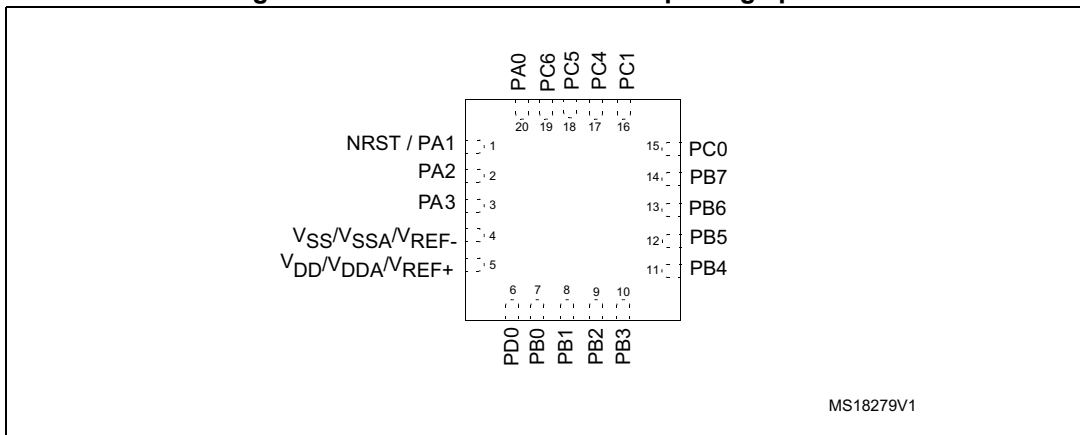 PA0 PC6 PC5 PC4 PC1
20 19 18 17 16
NRST / PA1 1 15 PC0
PA2 2 14 PB7
PA3 3 13 PB6
VSS/VSSA/VREF- 4 12 PB5
VDD/VDDA/VREF+ 5 11 PB4
6 7 8 9 10
PD0 PB0 PB1 PB2 PB3
MS18279V1